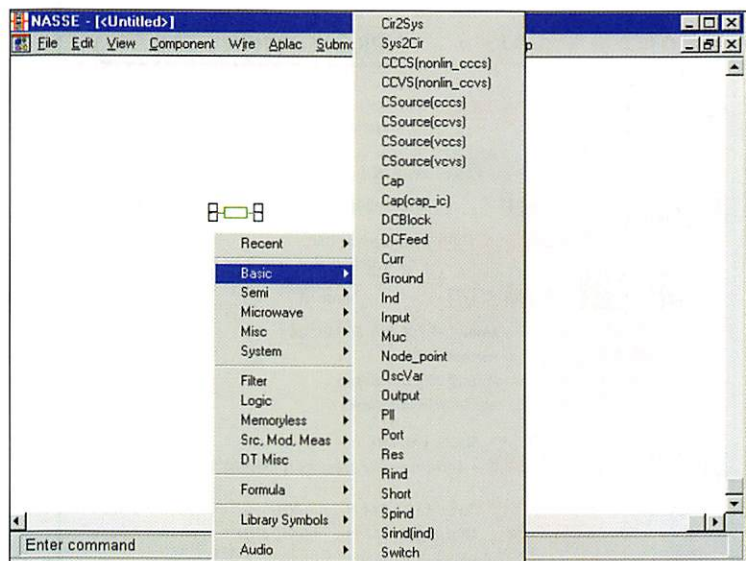 NASSE - [<Untitled>]
File Edit View Component Wire Aplac Submo p
Recent
Basic
Semi
Microwave
Misc
System
Filter
Logic
Memoryless
Src, Mod, Meas
DT Misc
Formula
Library Symbols
Audio
Cir2Sys
Sys2Cir
CCCS(nonlin_cccs)
CCVS(nonlin_ccvs)
CSource(cccs)
CSource(ccvs)
CSource(vccs)
CSource(vcvs)
Cap
Cap(cap_ic)
DCBlock
DCFeed
Curr
Ground
Ind
Input
Muc
Node_point
OscVar
Output
Pll
Port
Res
Rind
Short
Spind
Srind(ind)
Switch
Enter command